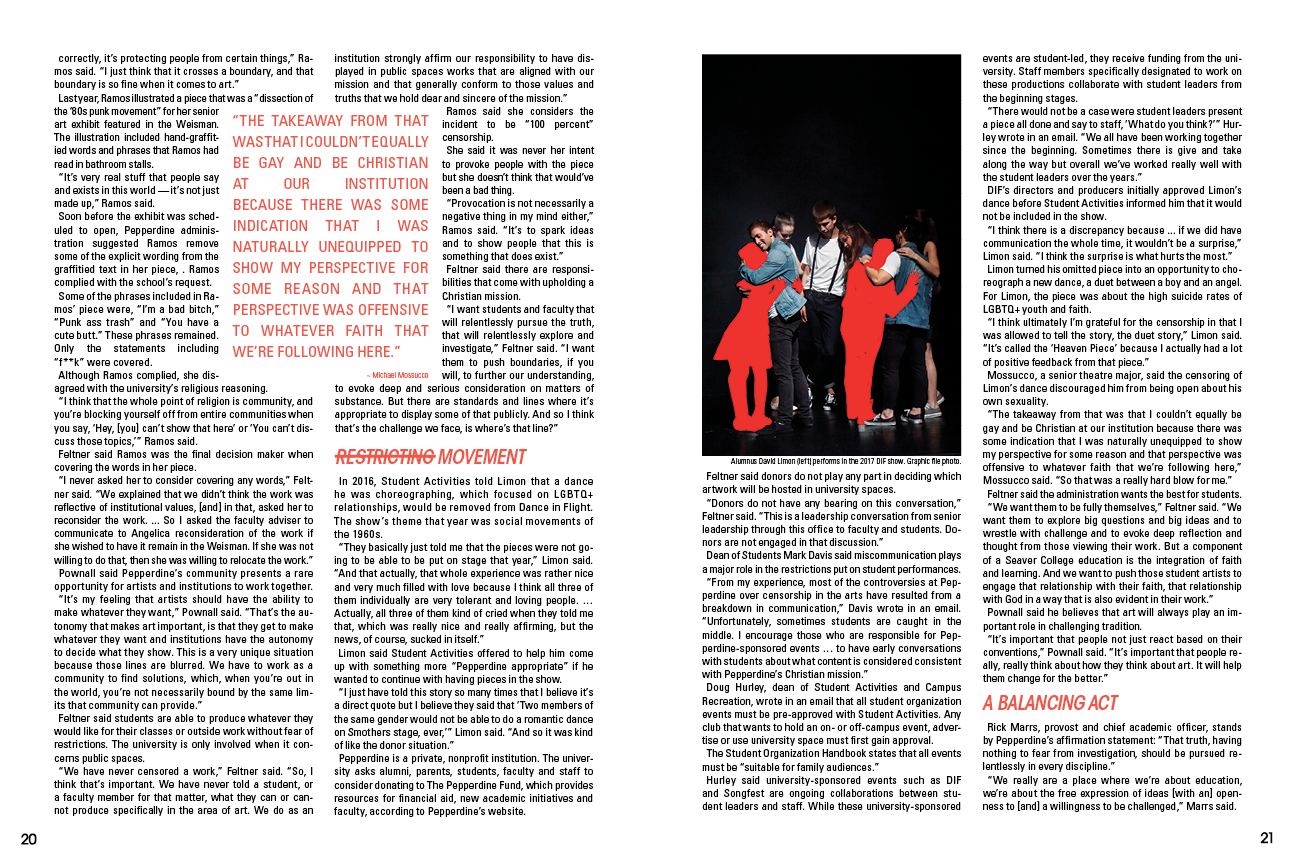 correctly, it's protecting people from certain things," Ra-
mos said. "I just think that it crosses a boundary, and that
boundary is so fine when it comes to art."
Last year, Ramos illustrated a piece that was a "dissection of
the '80s punk movement" for her senior
art exhibit featured in the Weisman.
The illustration included hand-graffit-
ied words and phrases that Ramos had
read in bathroom stalls.
"It's very real stuff that people say
and exists in this world — it's not just
made up," Ramos said.
Soon before the exhibit was sched-
uled to open, Pepperdine adminis-
tration suggested Ramos remove
some of the explicit wording from the
graffitied text in her piece, . Ramos
complied with the school's request.
Some of the phrases included in Ra-
mos' piece were, "I'm a bad bitch,"
"Punk ass trash" and "You have a
cute butt." These phrases remained.
Only the statements including
"f**k" were covered.
Although Ramos complied, she dis-
agreed with the university's religious reasoning.
"I think that the whole point of religion is community, and
you're blocking yourself off from entire communities when
you say, 'Hey, [you] can't show that here' or 'You can't dis-
cuss those topics,'" Ramos said.
Feltner said Ramos was the final decision maker when
covering the words in her piece.
"I never asked her to consider covering any words," Felt-
ner said. "We explained that we didn't think the work was
reflective of institutional values, [and] in that, asked her to
reconsider the work. ... So I asked the faculty adviser to
communicate to Angelica reconsideration of the work if
she wished to have it remain in the Weisman. If she was not
willing to do that, then she was willing to relocate the work."
Pownall said Pepperdine's community presents a rare
opportunity for artists and institutions to work together.
"It's my feeling that artists should have the ability to
make whatever they want," Pownall said. "That's the au-
tonomy that makes art important, is that they get to make
whatever they want and institutions have the autonomy
to decide what they show. This is a very unique situation
because those lines are blurred. We have to work as a
community to find solutions, which, when you're out in
the world, you're not necessarily bound by the same lim-
its that community can provide."
Feltner said students are able to produce whatever they
would like for their classes or outside work without fear of
restrictions. The university is only involved when it con-
cerns public spaces.
"We have never censored a work," Feltner said. "So, I
think that's important. We have never told a student, or
a faculty member for that matter, what they can or can-
not produce specifically in the area of art. We do as an
"THE TAKEAWAY FROM THAT
WAS THAT I COULDN'T EQUALLY
BE GAY AND BE CHRISTIAN
AT OUR INSTITUTION
BECAUSE THERE WAS SOME
INDICATION THAT I WAS
NATURALLY UNEQUIPPED TO
SHOW MY PERSPECTIVE FOR
SOME REASON AND THAT
PERSPECTIVE WAS OFFENSIVE
TO WHATEVER FAITH THAT
WE'RE FOLLOWING HERE."
~ Michael Mossucco
institution strongly affirm our responsibility to have dis-
played in public spaces works that are aligned with our
mission and that generally conform to those values and
truths that we hold dear and sincere of the mission."
Ramos said she considers the
incident to be "100 percent"
censorship.
She said it was never her intent
to provoke people with the piece
but she doesn't think that would've
been a bad thing.
"Provocation is not necessarily a
negative thing in my mind either,"
Ramos said. "It's to spark ideas
and to show people that this is
something that does exist."
Feltner said there are responsi-
bilities that come with upholding a
Christian mission.
"I want students and faculty that
will relentlessly pursue the truth,
that will relentlessly explore and
investigate," Feltner said. "I want
them to push boundaries, if you
will, to further our understanding,
to evoke deep and serious consideration on matters of
substance. But there are standards and lines where it's
appropriate to display some of that publicly. And so I think
that's the challenge we face, is where's that line?"
RESTRICTING MOVEMENT
In 2016, Student Activities told Limon that a dance
he was choreographing, which focused on LGBTQ+
relationships, would be removed from Dance in Flight.
The show's theme that year was social movements of
the 1960s.
"They basically just told me that the pieces were not go-
ing to be able to be put on stage that year," Limon said.
"And that actually, that whole experience was rather nice
and very much filled with love because I think all three of
them individually are very tolerant and loving people. ...
Actually, all three of them kind of cried when they told me
that, which was really nice and really affirming, but the
news, of course, sucked in itself."
Limon said Student Activities offered to help him come
up with something more "Pepperdine appropriate" if he
wanted to continue with having pieces in the show.
"I just have told this story so many times that I believe it's
a direct quote but I believe they said that 'Two members of
the same gender would not be able to do a romantic dance
on Smothers stage, ever,'" Limon said. "And so it was kind
of like the donor situation."
Pepperdine is a private, nonprofit institution. The univer-
sity asks alumni, parents, students, faculty and staff to
consider donating to The Pepperdine Fund, which provides
resources for financial aid, new academic initiatives and
faculty, according to Pepperdine's website.
20
Alumnus David Limon (left) performs in the 2017 DIF show. Graphic file photo.
Feltner said donors do not play any part in deciding which
artwork will be hosted in university spaces.
"Donors do not have any bearing on this conversation,"
Feltner said. "This is a leadership conversation from senior
leadership through this office to faculty and students. Do-
nors are not engaged in that discussion."
Dean of Students Mark Davis said miscommunication plays
a major role in the restrictions put on student performances.
"From my experience, most of the controversies at Pep-
perdine over censorship in the arts have resulted from a
breakdown in communication," Davis wrote in an email.
"Unfortunately, sometimes students are caught in the
middle. I encourage those who are responsible for Pep-
perdine-sponsored events ... to have early conversations
with students about what content is considered consistent
with Pepperdine's Christian mission."
Doug Hurley, dean of Student Activities and Campus
Recreation, wrote in an email that all student organization
events must be pre-approved with Student Activities. Any
club that wants to hold an on- or off-campus event, adver-
tise or use university space must first gain approval.
The Student Organization Handbook states that all events
must be "suitable for family audiences."
Hurley said university-sponsored events such as DIF
and Songfest are ongoing collaborations between stu-
dent leaders and staff. While these university-sponsored
events are student-led, they receive funding from the uni-
versity. Staff members specifically designated to work on
these productions collaborate with student leaders from
the beginning stages.
"There would not be a case were student leaders present
a piece all done and say to staff, 'What do you think?'" Hur-
ley wrote in an email. "We all have been working together
since the beginning. Sometimes there is give and take
along the way but overall we've worked really well with
the student leaders over the years."
DIF's directors and producers initially approved Limon's
dance before Student Activities informed him that it would
not be included in the show.
"I think there is a discrepancy because ... if we did have
communication the whole time, it wouldn't be a surprise,"
Limon said. "I think the surprise is what hurts the most."
Limon turned his omitted piece into an opportunity to cho-
reograph a new dance, a duet between a boy and an angel.
For Limon, the piece was about the high suicide rates of
LGBTQ+ youth and faith.
"I think ultimately I'm grateful for the censorship in that I
was allowed to tell the story, the duet story," Limon said.
"It's called the 'Heaven Piece' because I actually had a lot
of positive feedback from that piece."
Mossucco, a senior theatre major, said the censoring of
Limon's dance discouraged him from being open about his
own sexuality.
"The takeaway from that was that I couldn't equally be
gay and be Christian at our institution because there was
some indication that I was naturally unequipped to show
my perspective for some reason and that perspective was
offensive to whatever faith that we're following here,"
Mossucco said. "So that was a really hard blow for me."
Feltner said the administration wants the best for students.
"We want them to be fully themselves," Feltner said. "We
want them to explore big questions and big ideas and to
wrestle with challenge and to evoke deep reflection and
thought from those viewing their work. But a component
of a Seaver College education is the integration of faith
and learning. And we want to push those student artists to
engage that relationship with their faith, that relationship
with God in a way that is also evident in their work."
Pownall said he believes that art will always play an im-
portant role in challenging tradition.
"It's important that people not just react based on their
conventions," Pownall said. "It's important that people re-
ally, really think about how they think about art. It will help
them change for the better."
A BALANCING ACT
Rick Marrs, provost and chief academic officer, stands
by Pepperdine's affirmation statement: "That truth, having
nothing to fear from investigation, should be pursued re-
lentlessly in every discipline."
"We really are a place where we're about education,
we're about the free expression of ideas [with an] open-
ness to [and] a willingness to be challenged," Marrs said.
21